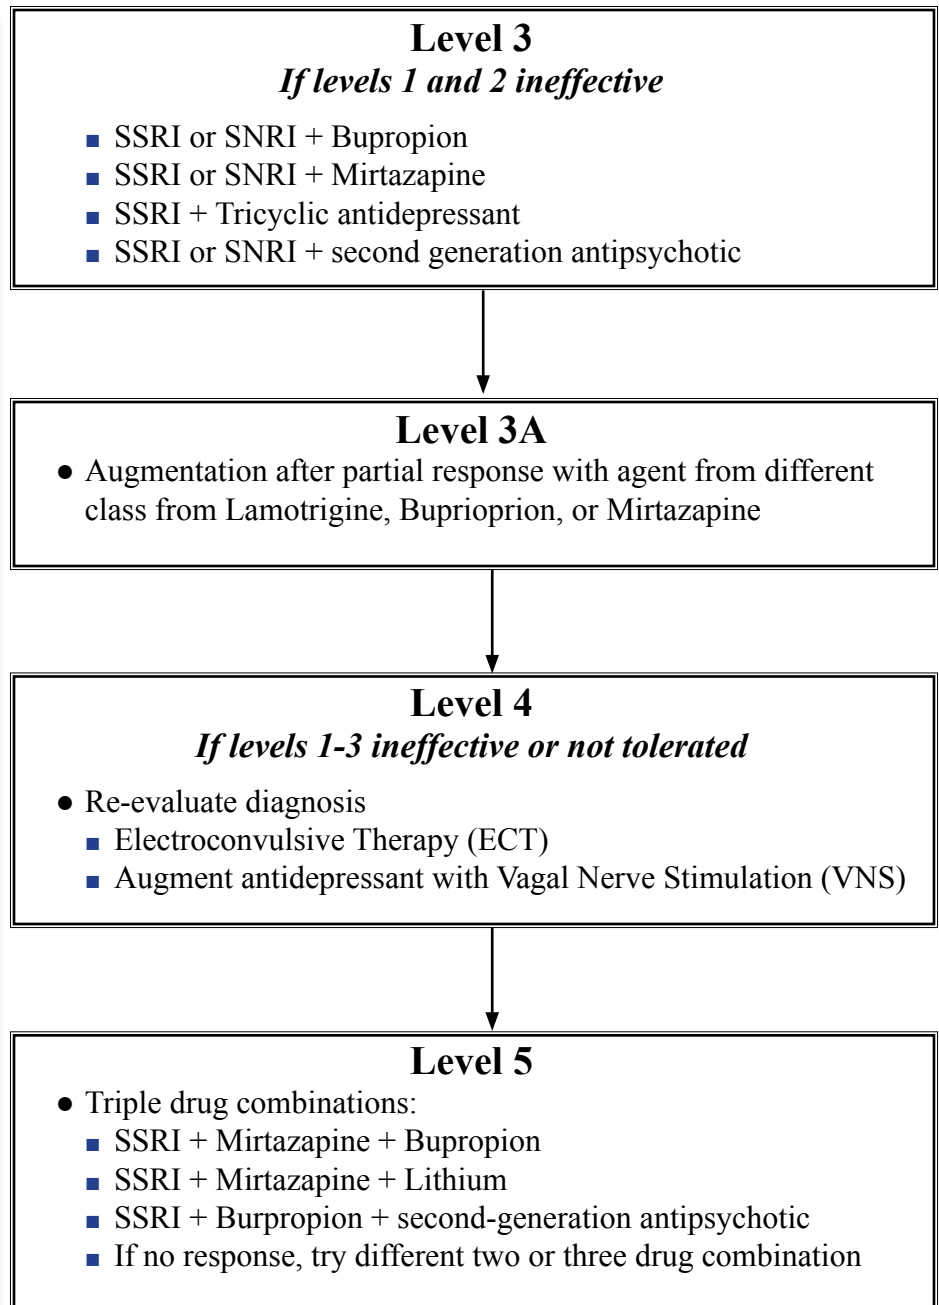 Level 3
If levels 1 and 2 ineffective
■ SSRI or SNRI + Bupropion
■ SSRI or SNRI + Mirtazapine
■ SSRI + Tricyclic antidepressant
■ SSRI or SNRI + second generation antipsychotic
Level 3A
● Augmentation after partial response with agent from different
class from Lamotrigine, Buprioprion, or Mirtazapine
Level 4
If levels 1-3 ineffective or not tolerated
● Re-evaluate diagnosis
■ Electroconvulsive Therapy (ECT)
■ Augment antidepressant with Vagal Nerve Stimulation (VNS)
Level 5
● Triple drug combinations:
■ SSRI + Mirtazapine + Bupropion
■ SSRI + Mirtazapine + Lithium
■ SSRI + Burpropion + second-generation antipsychotic
■ If no response, try different two or three drug combination